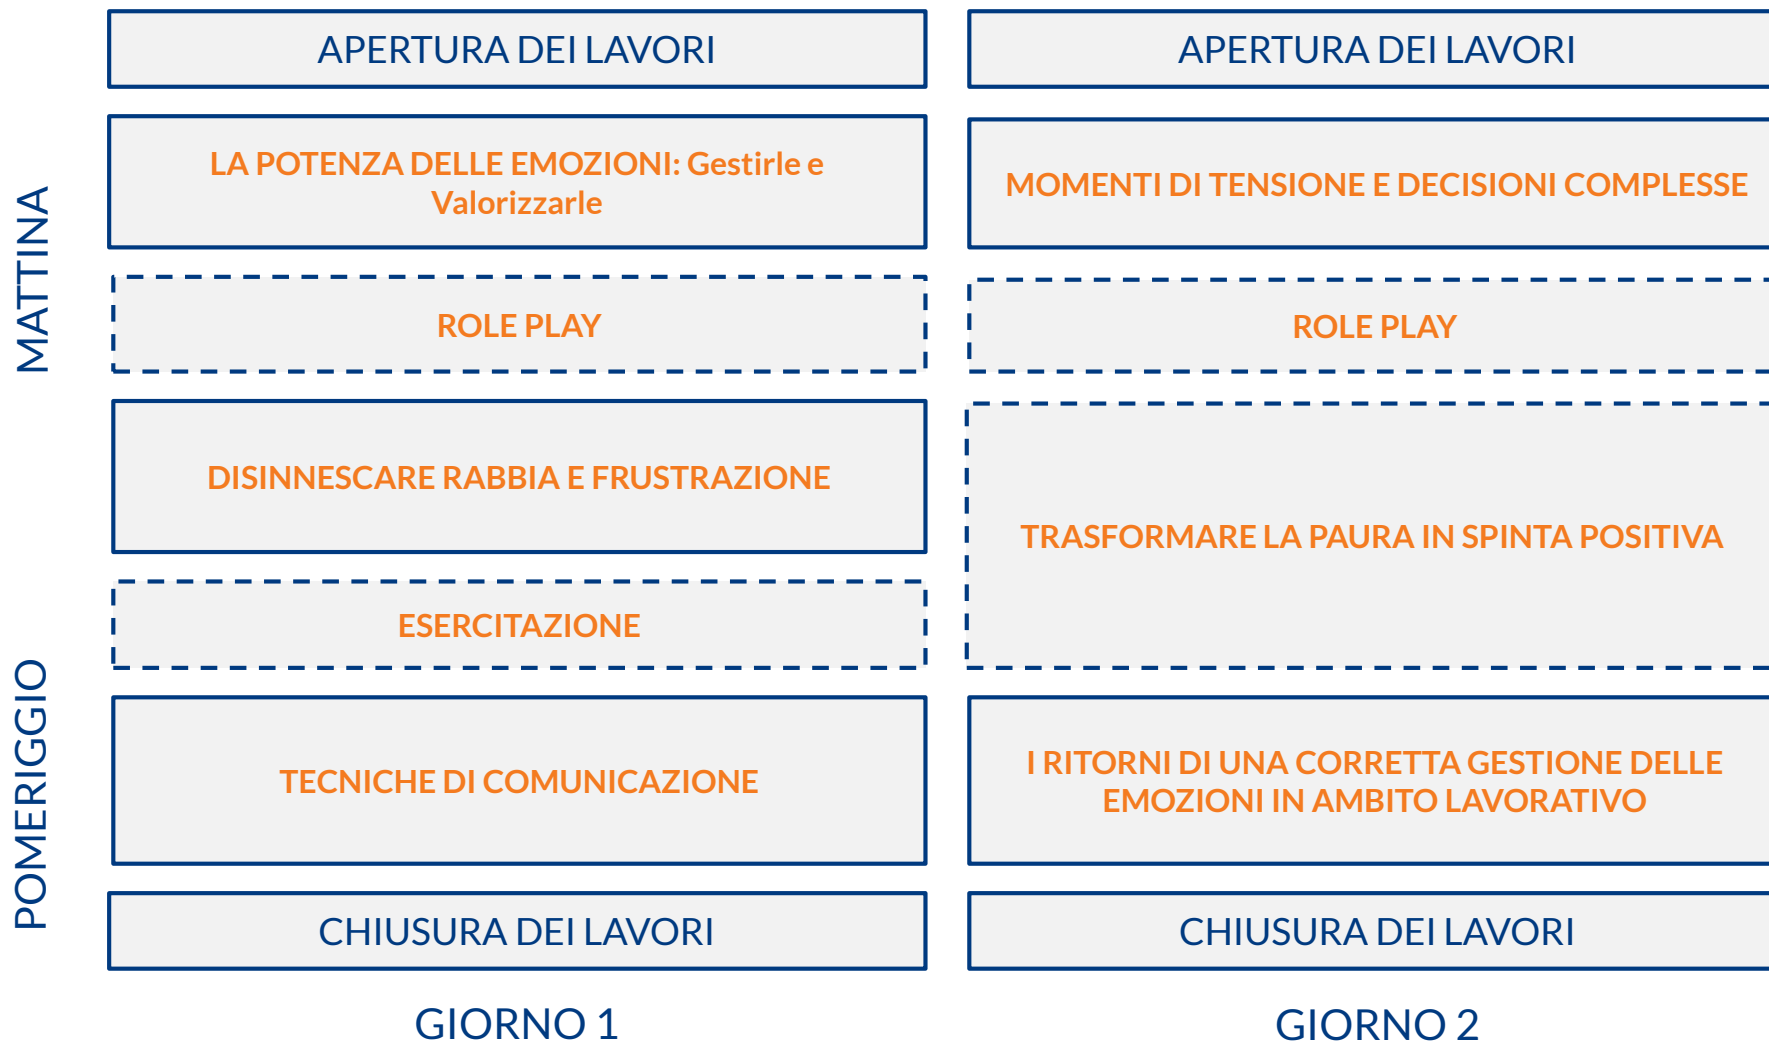 APERTURA DEI LAVORI
LA POTENZA DELLE EMOZIONI: Gestirle e
Valorizzarle
ROLE PLAY
DISINNESCARE RABBIA E FRUSTRAZIONE
ESERCITAZIONE
TECNICHE DI COMUNICAZIONE
CHIUSURA DEI LAVORI
GIORNO 1
APERTURA DEI LAVORI
MOMENTI DI TENSIONE E DECISIONI COMPLESSE
ROLE PLAY
TRASFORMARE LA PAURA IN SPINTA POSITIVA
I RITORNI DI UNA CORRETTA GESTIONE DELLE
EMOZIONI IN AMBITO LAVORATIVO
CHIUSURA DEI LAVORI
GIORNO 2
MATTINA
POMERIGGIO